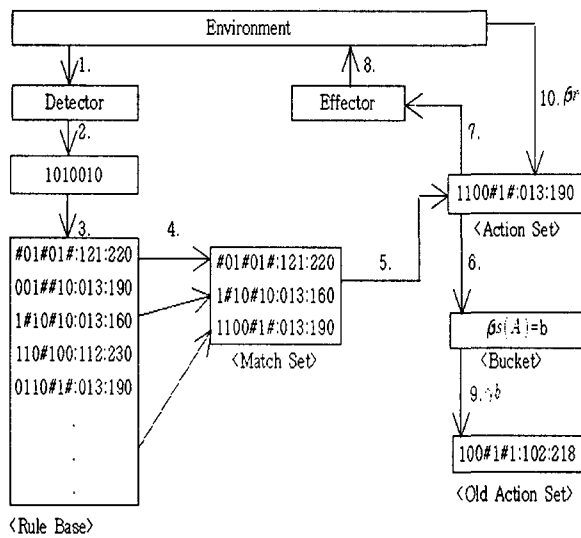 Environment
1.
8.
10. βr
Detector
Effector
2.
7.
1010010
1100#1#:013:190
<Action Set>
3.
4.
5.
6.
#01#01#:121:220
001##10:013:190
1#10#10:013:160
110#100:112:230
0110#1#:013:190
.
.
.
<Rule Base>
#01#01#:121:220
1#10#10:013:160
1100#1#:013:190
<Match Set>
βs(A)=b
<Bucket>
9. γb
100#1#1:102:218
<Old Action Set>